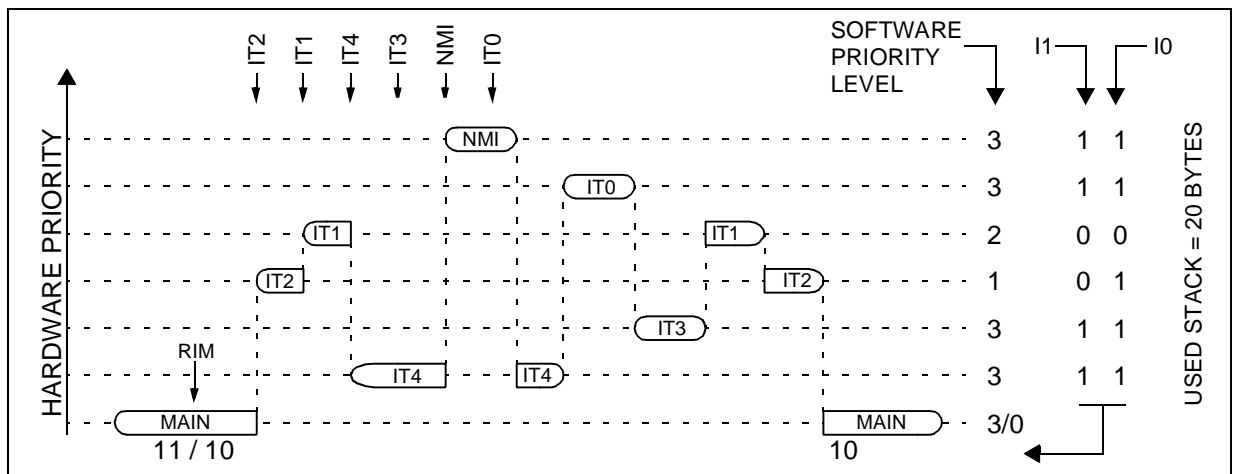 SOFTWARE
PRIORITY
LEVEL
I1
I0
IT2
IT1
IT4
IT3
NMI
IT0
HARDWARE PRIORITY
USED STACK = 20 BYTES
NMI
3
1 1
IT0
3
1 1
IT1
IT1
2
0 0
IT2
IT2
1
0 1
IT3
3
1 1
RIM
IT4
IT4
3
1 1
MAIN
MAIN
3/0
11 / 10
10